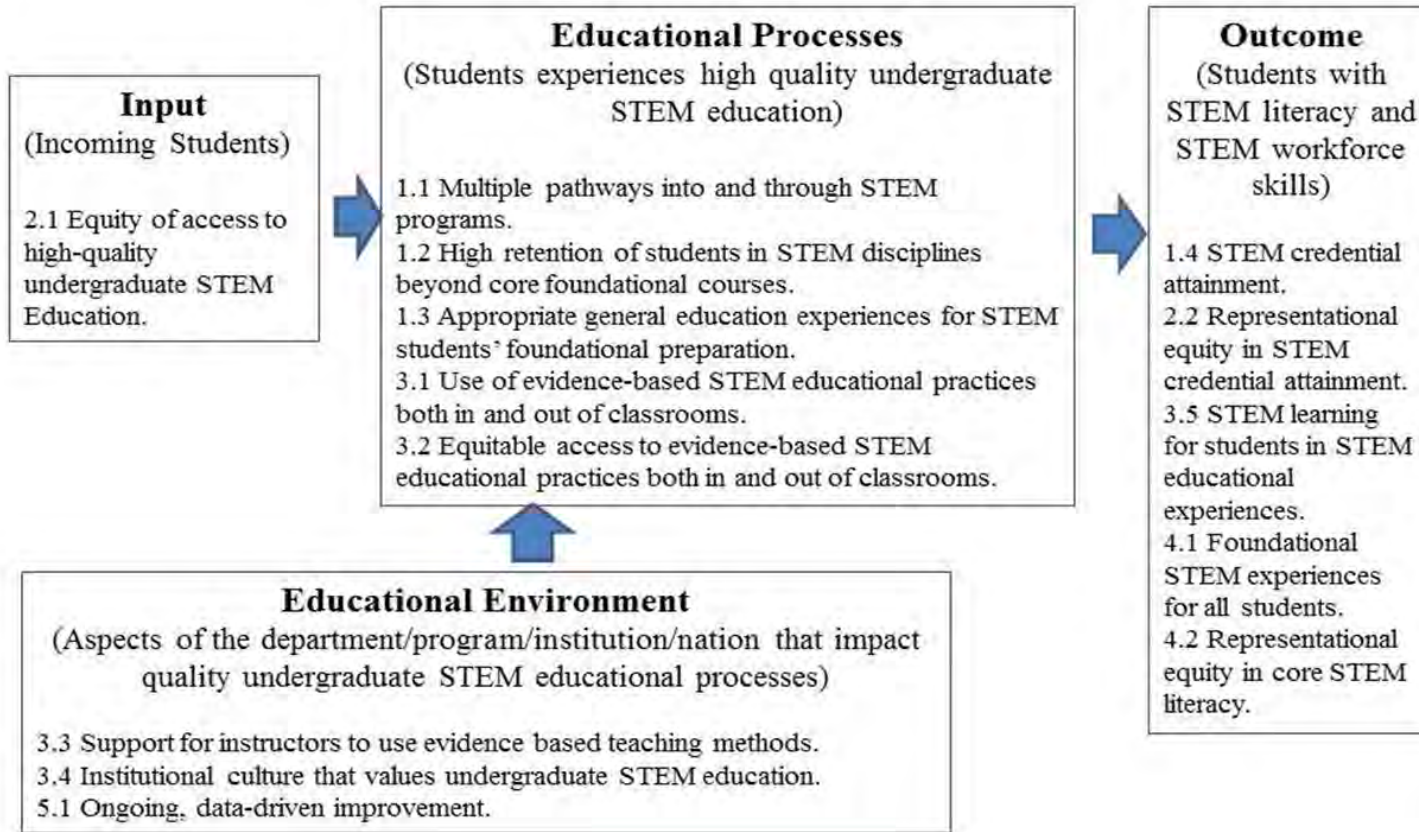 Input
(Incoming Students)
2.1 Equity of access to
high-quality
undergraduate STEM
Education.
Educational Processes
(Students experiences high quality undergraduate
STEM education)
1.1 Multiple pathways into and through STEM
programs.
1.2 High retention of students in STEM disciplines
beyond core foundational courses.
1.3 Appropriate general education experiences for STEM
students’ foundational preparation.
3.1 Use of evidence-based STEM educational practices
both in and out of classrooms.
3.2 Equitable access to evidence-based STEM
educational practices both in and out of classrooms.
Outcome
(Students with
STEM literacy and
STEM workforce
skills)
1.4 STEM credential
attainment.
2.2 Representational
equity in STEM
credential attainment.
3.5 STEM learning
for students in STEM
educational
experiences.
4.1 Foundational
STEM experiences
for all students.
4.2 Representational
equity in core STEM
literacy.
Educational Environment
(Aspects of the department/program/institution/nation that impact
quality undergraduate STEM educational processes)
3.3 Support for instructors to use evidence based teaching methods.
3.4 Institutional culture that values undergraduate STEM education.
5.1 Ongoing, data-driven improvement.